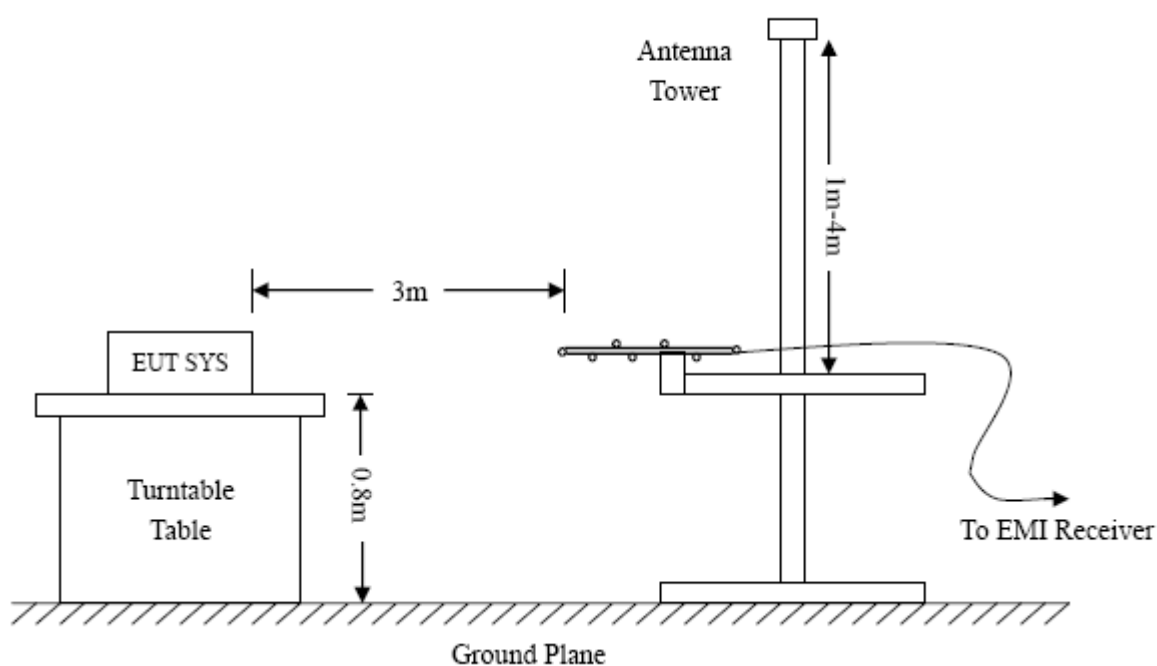 Antenna
Tower
1m-4m
3m
EUT SYS
0.8m
Turntable
Table
To EMI Receiver
Ground Plane